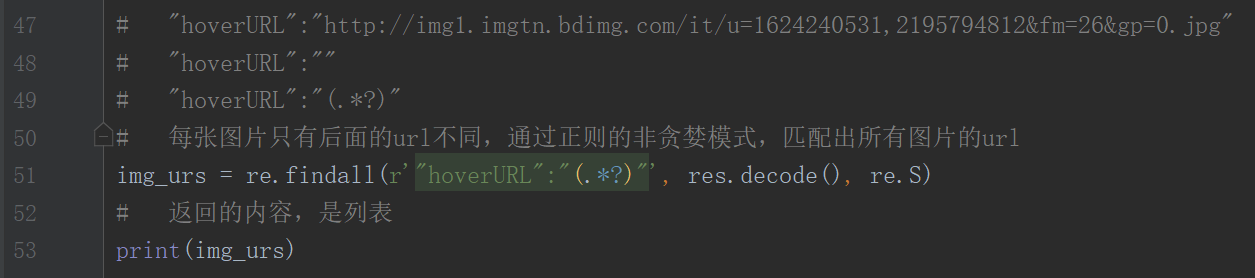 47 #   "hoverURL":"http://img1.imgtn.bdimg.com/it/u=1624240531,2195794812&fm=26&gp=0.jpg"
48 #   "hoverURL":""
49 #   "hoverURL":"(.*?)"
50 #   每张图片只有后面的url不同，通过正则的非贪婪模式，匹配出所有图片的url
51 img_urs = re.findall(r'"hoverURL":"(.*?)"', res.decode(), re.S)
52 #   返回的内容，是列表
53 print(img_urs)